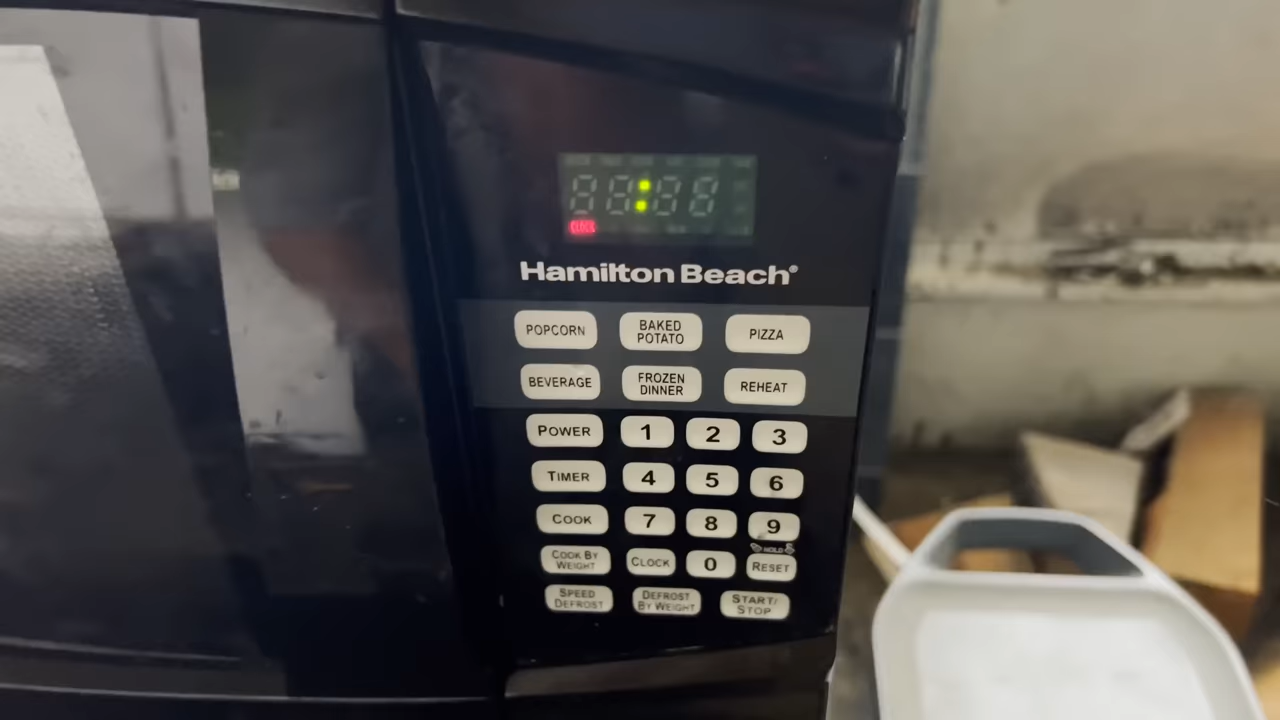 :
CLOCK
Hamilton Beach®
POPCORN
BAKED
POTATO
PIZZA
BEVERAGE
FROZEN
DINNER
REHEAT
POWER 1 2 3
TIMER 4 5 6
COOK 7 8 9
HOLD
COOK BY
WEIGHT
CLOCK 0 RESET
SPEED
DEFROST
DEFROST
BY WEIGHT
START/
STOP